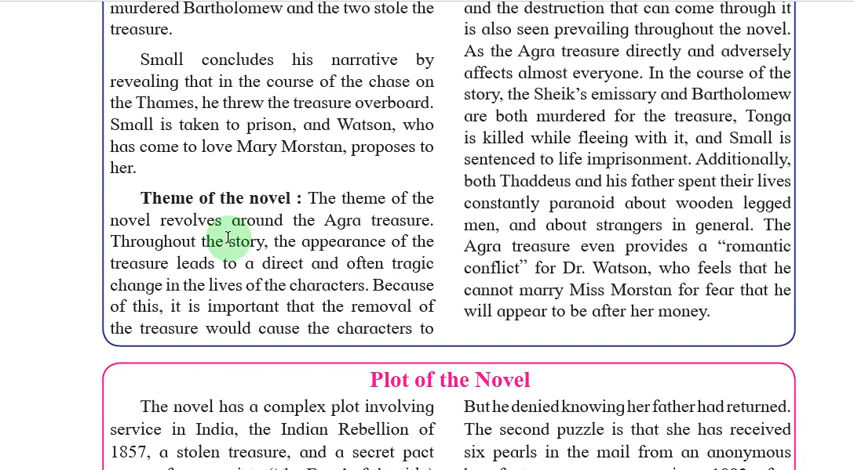 murdered Bartholomew and the two stole the
treasure.
Small concludes his narrative by
revealing that in the course of the chase on
the Thames, he threw the treasure overboard.
Small is taken to prison, and Watson, who
has come to love Mary Morstan, proposes to
her.
Theme of the novel : The theme of the
novel revolves around the Agra treasure.
Throughout the story, the appearance of the
treasure leads to a direct and often tragic
change in the lives of the characters. Because
of this, it is important that the removal of
the treasure would cause the characters to
and the destruction that can come through it
is also seen prevailing throughout the novel.
As the Agra treasure directly and adversely
affects almost everyone. In the course of the
story, the Sheik's emissary and Bartholomew
are both murdered for the treasure, Tonga
is killed while fleeing with it, and Small is
sentenced to life imprisonment. Additionally,
both Thaddeus and his father spent their lives
constantly paranoid about wooden legged
men, and about strangers in general. The
Agra treasure even provides a “romantic
conflict” for Dr. Watson, who feels that he
cannot marry Miss Morstan for fear that he
will appear to be after her money.
Plot of the Novel
The novel has a complex plot involving
service in India, the Indian Rebellion of
1857, a stolen treasure, and a secret pact
But he denied knowing her father had returned.
The second puzzle is that she has received
six pearls in the mail from an anonymous